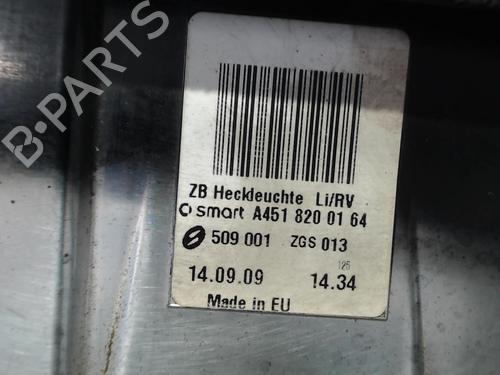 B-PARTS
ZB Heckleuchte Li/RV
smart A451 820 01 64
509 001 ZGS 013
125
14.09.09 14.34
Made in EU